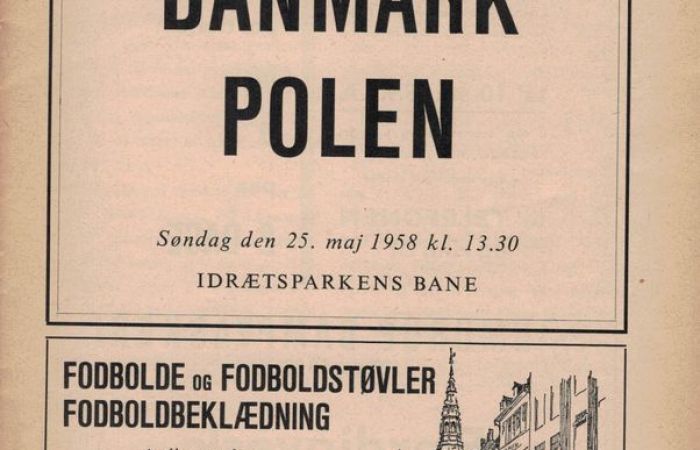 DANMARK
POLEN
Søndag den 25. maj 1958 kl. 13.30
IDRÆTSPARKENS BANE
FODBOLDE OG FODBOLDSTØVLER
FODBOLDBEKLÆDNING